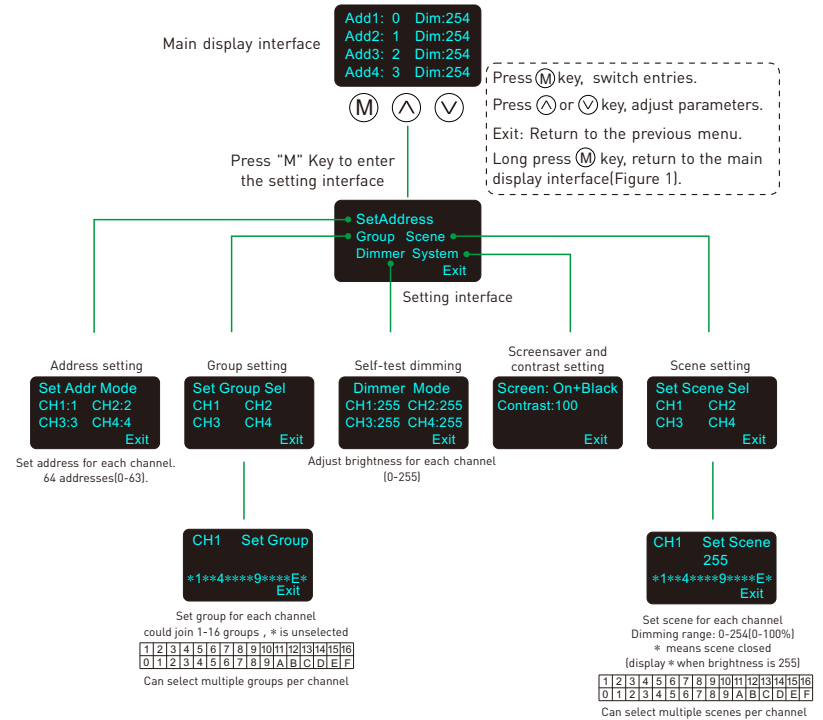 Main display interface
Add1: 0 Dim:254
Add2: 1 Dim:254
Add3: 2 Dim:254
Add4: 3 Dim:254
M
Press M key, switch entries.
Press or key, adjust parameters.
Exit: Return to the previous menu.
Long press M key, return to the main
display interface(Figure 1).
Press "M" Key to enter
the setting interface
SetAddress
Group Scene
Dimmer System
Exit
Setting interface
Address setting
Set Addr Mode
CH1:1 CH2:2
CH3:3 CH4:4
Exit
Set address for each channel.
64 addresses(0-63).
Group setting
Set Group Sel
CH1 CH2
CH3 CH4
Exit
Self-test dimming
Dimmer Mode
CH1:255 CH2:255
CH3:255 CH4:255
Exit
Adjust brightness for each channel
(0-255)
Screensaver and
contrast setting
Screen: On+Black
Contrast:100
Exit
Scene setting
Set Scene Sel
CH1 CH2
CH3 CH4
Exit
CH1 Set Group
*1**4****9****E*
Exit
Set group for each channel
could join 1-16 groups , * is unselected
1 2 3 4 5 6 7 8 9 10 11 12 13 14 15 16
0 1 2 3 4 5 6 7 8 9 A B C D E F
Can select multiple groups per channel
CH1 Set Scene
255
*1**4****9****E*
Exit
Set scene for each channel
Dimming range: 0-254(0-100%)
* means scene closed
(display * when brightness is 255)
1 2 3 4 5 6 7 8 9 10 11 12 13 14 15 16
0 1 2 3 4 5 6 7 8 9 A B C D E F
Can select multiple scenes per channel